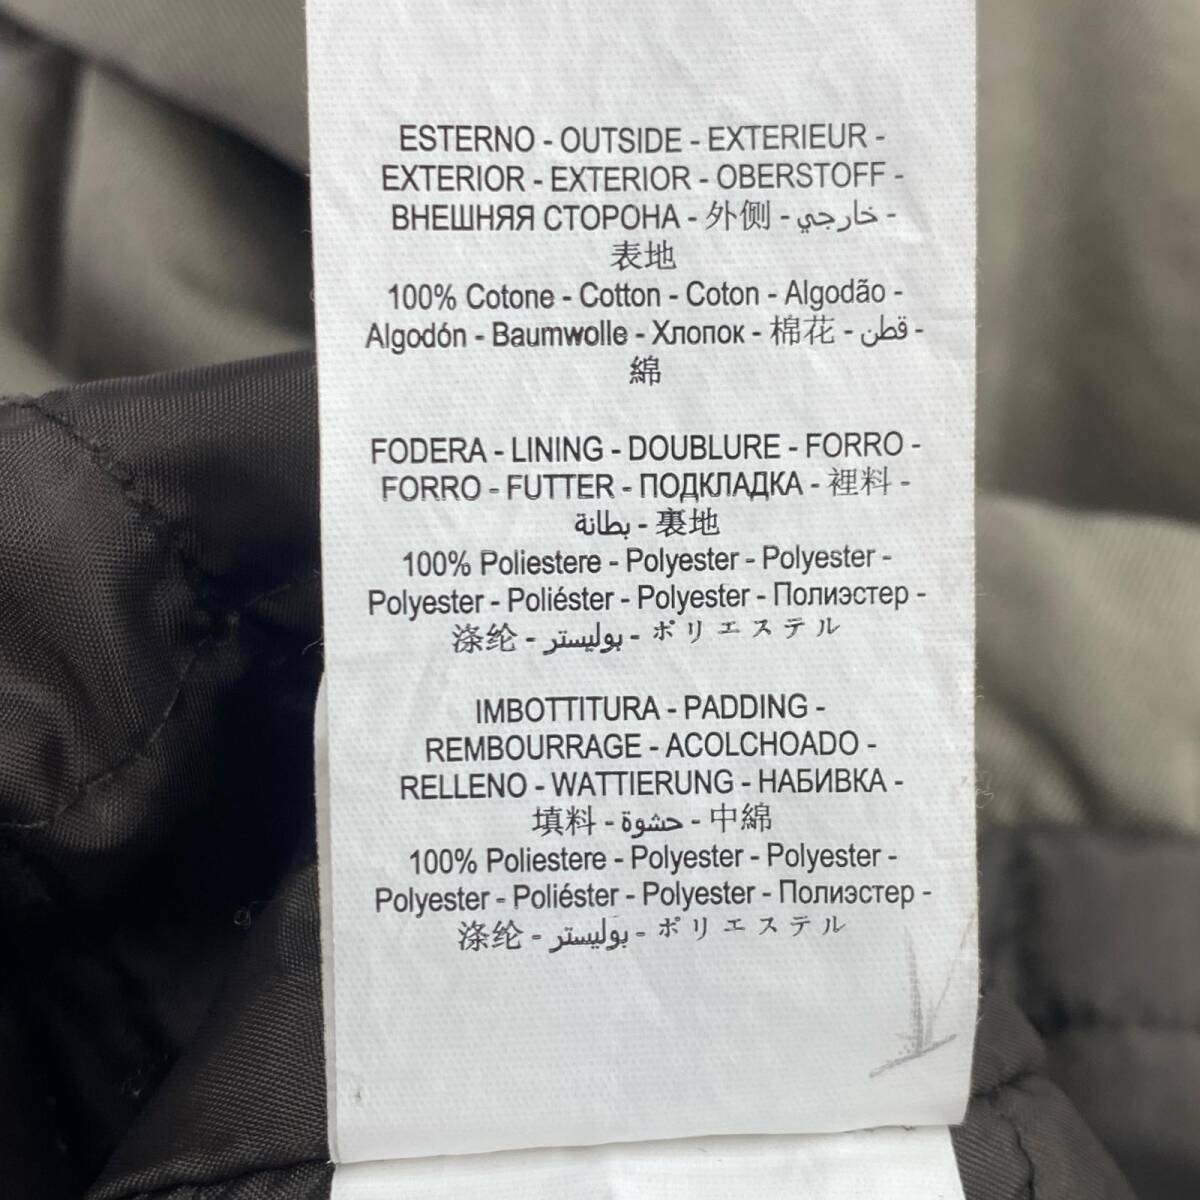 ESTERNO - OUTSIDE - EXTERIEUR -
EXTERIOR - EXTERIOR - OBERSTOFF -
ВНЕШНЯЯ СТОРОНА - 外侧 - خارجي -
表地
100% Cotone - Cotton - Coton - Algodão -
Algodón - Baumwolle - Хлопок - 棉花 - قطن -
綿
FODERA - LINING - DOUBLURE - FORRO -
FORRO - FUTTER - ПОДКЛАДКА - 裡料 -
بطانة - 裏地
100% Poliestere - Polyester - Polyester -
Polyester - Poliéster - Polyester - Полиэстер -
涤纶 - بوليستر - ポリエステル
IMBOTTITURA - PADDING -
REMBOURRAGE - ACOLCHOADO -
RELLENO - WATTIERUNG - НАБИВКА -
填料 - حشوة - 中綿
100% Poliestere - Polyester - Polyester -
Polyester - Poliéster - Polyester - Полиэстер -
涤纶 - بوليستر - ポリエステル